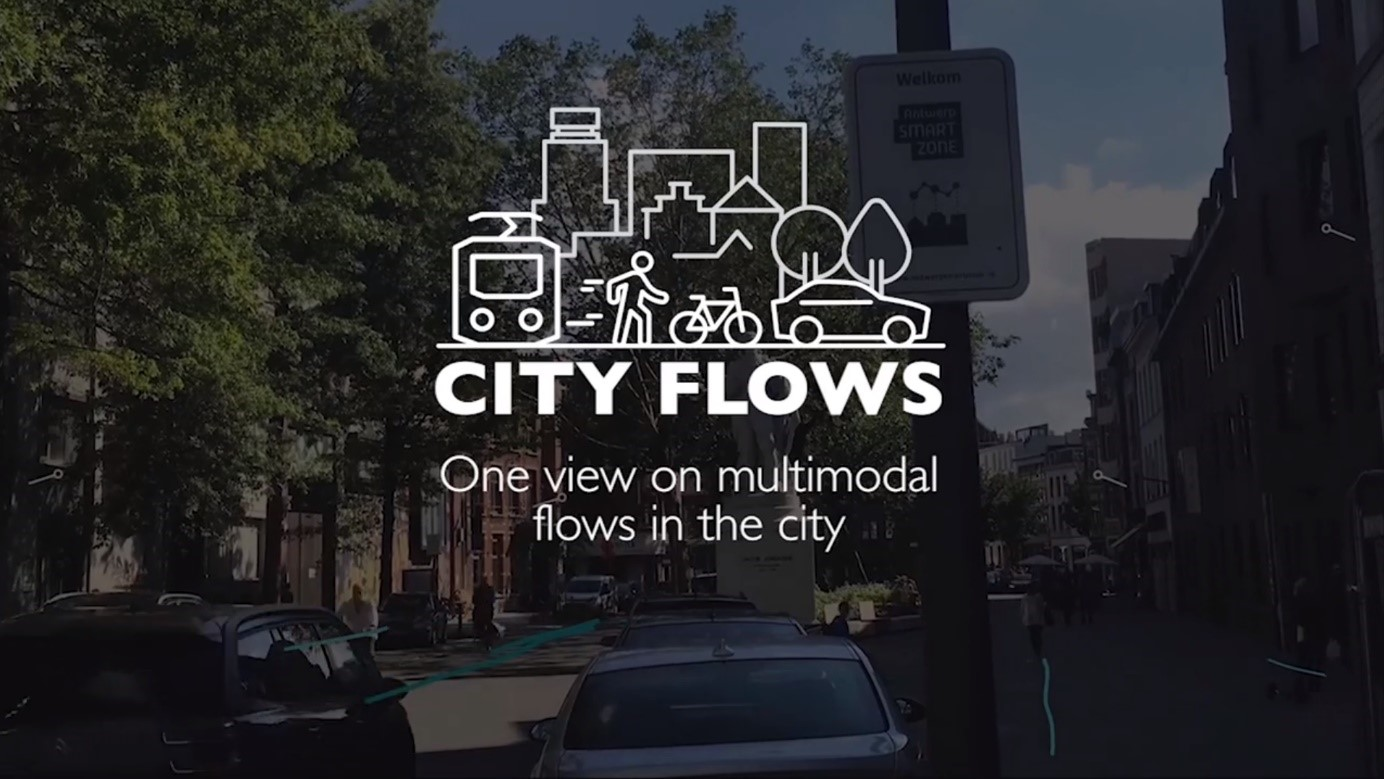 Welkom
Antwerp
SMART
ZONE
CITY FLOWS
One view on multimodal
flows in the city